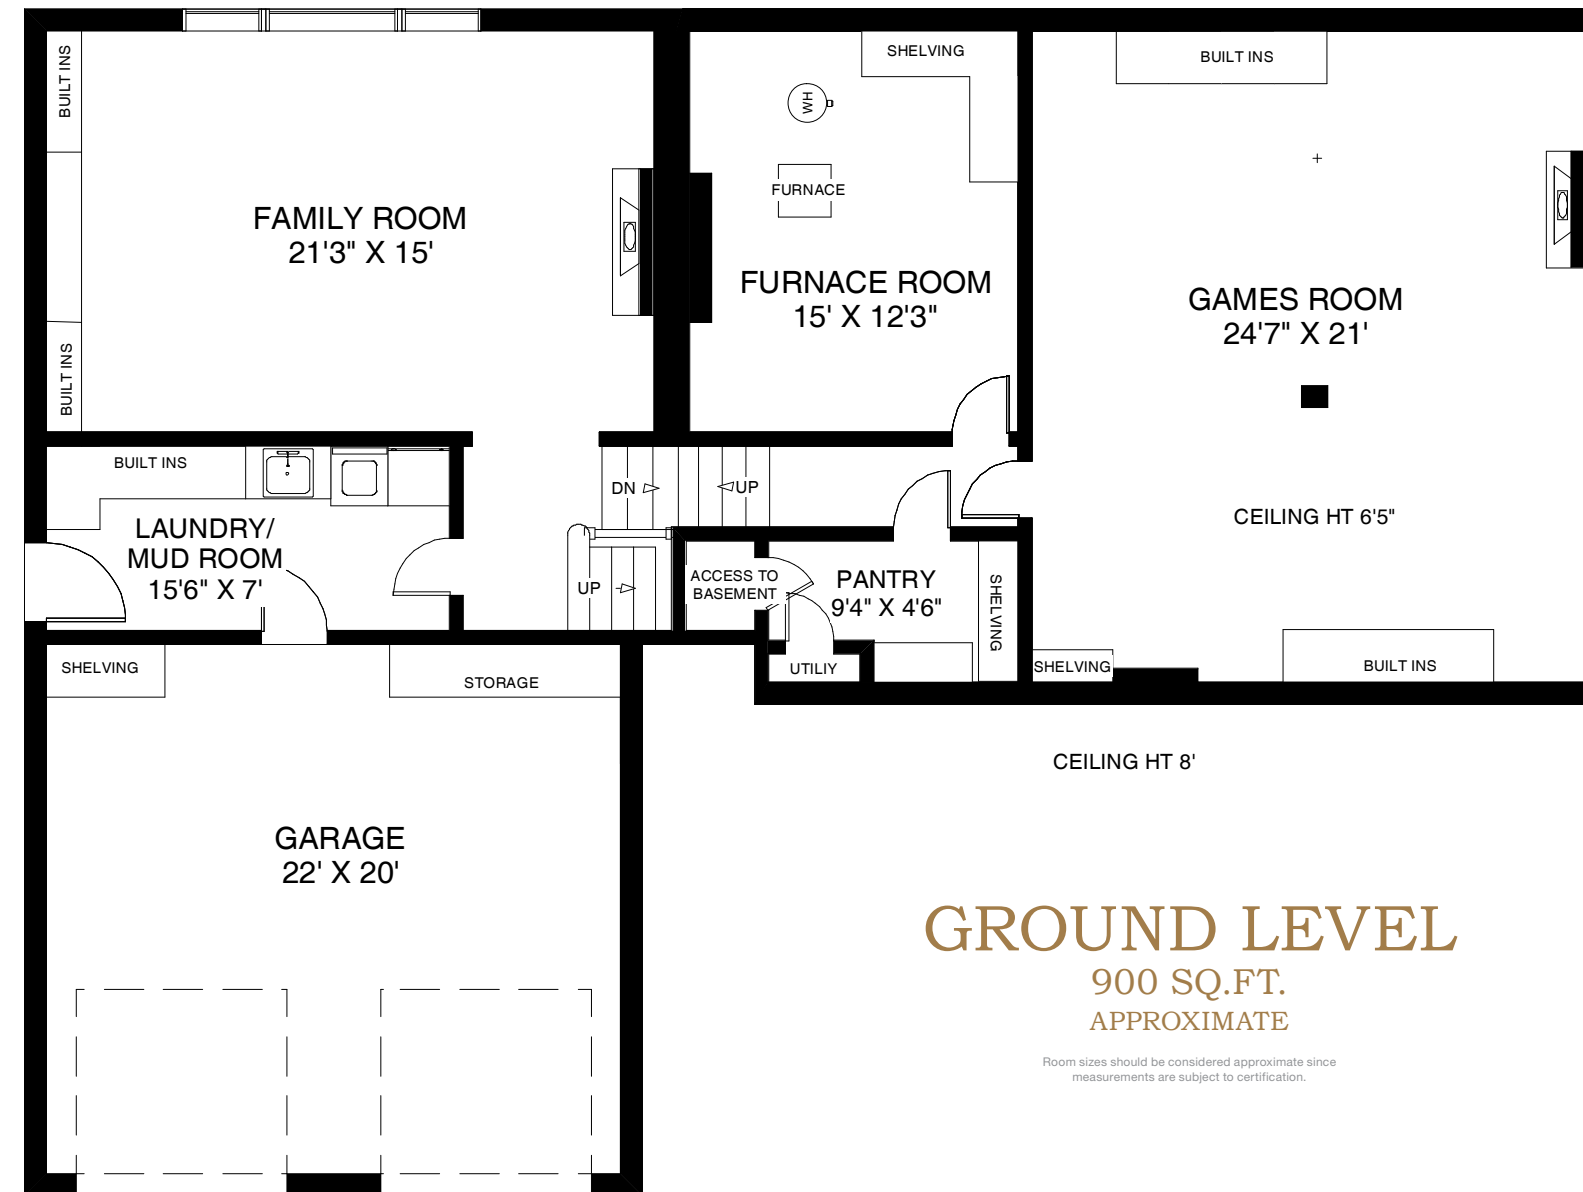 BUILT INS
SHELVING
BUILT INS
WH
FURNACE
FAMILY ROOM
21'3" X 15'
FURNACE ROOM
15' X 12'3"
GAMES ROOM
24'7" X 21'
BUILT INS
BUILT INS
DN
UP
CEILING HT 6'5"
LAUNDRY/
MUD ROOM
15'6" X 7'
UP
ACCESS TO
BASEMENT
PANTRY
9'4" X 4'6"
SHELVING
SHELVING
STORAGE
UTILIY
SHELVING
BUILT INS
CEILING HT 8'
GARAGE
22' X 20'
GROUND LEVEL
900 SQ.FT.
APPROXIMATE
Room sizes should be considered approximate since
measurements are subject to certification.